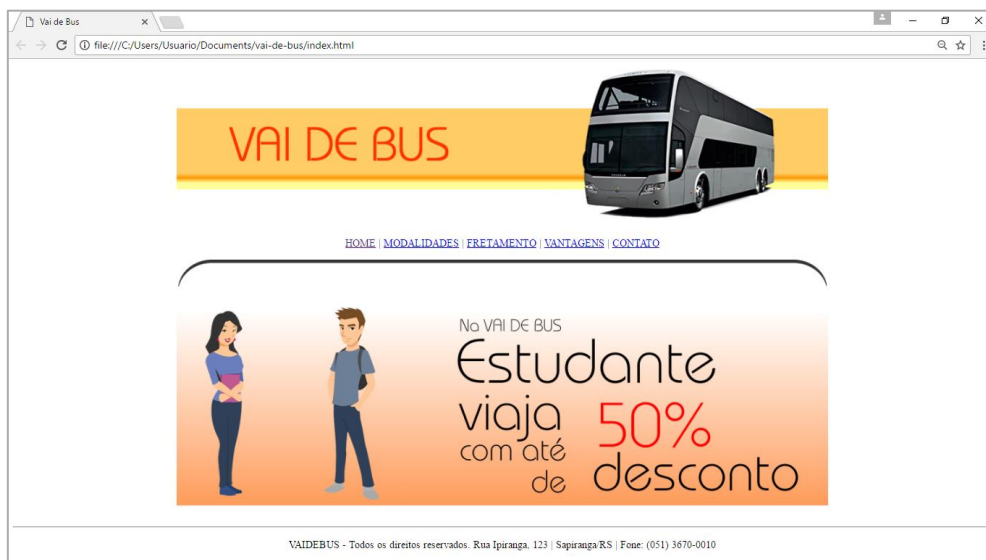 Vai de Bus
file:///C:/Users/Usuario/Documents/vai-de-bus/index.html
VAI DE BUS
HOME | MODALIDADES | FRETAMENTO | VANTAGENS | CONTATO
Na VAI DE BUS
Estudante
viaja 50%
com até
de desconto
VAIDEBUS - Todos os direitos reservados. Rua Ipiranga, 123 | Sapiranga/RS | Fone: (051) 3670-0010